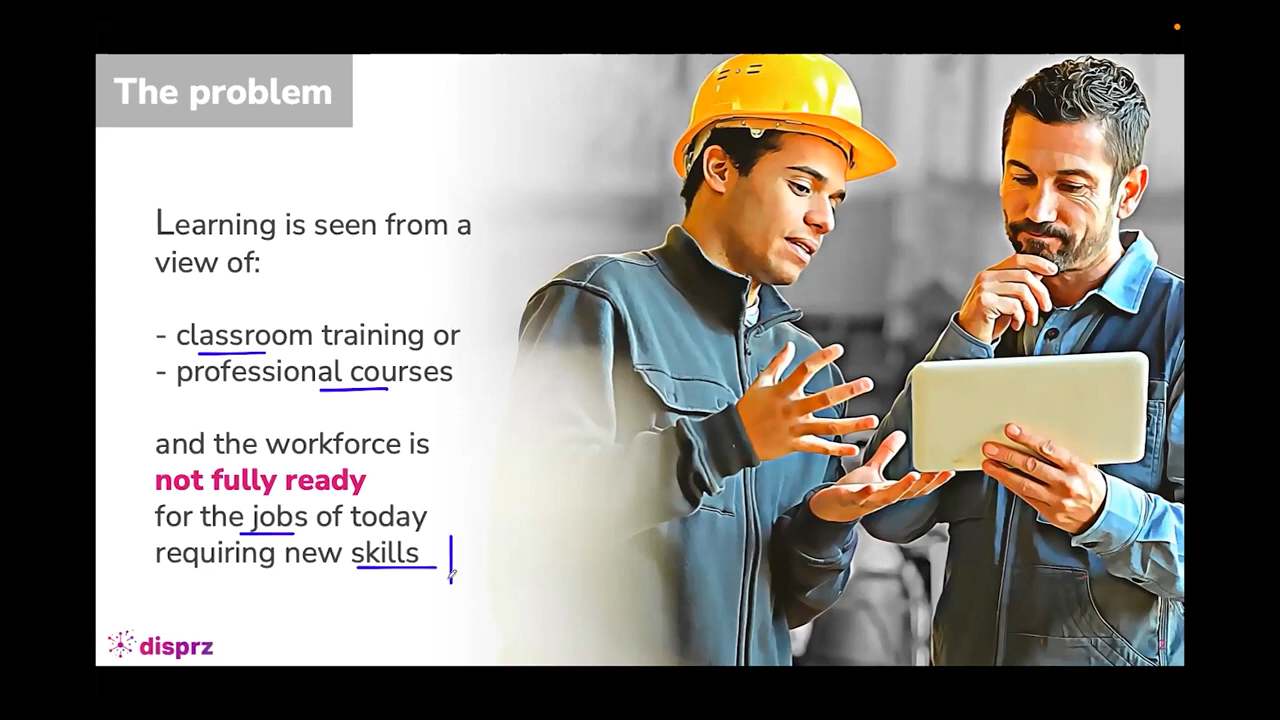 The problem
Learning is seen from a
view of:
- classroom training or
- professional courses
and the workforce is
not fully ready
for the jobs of today
requiring new skills
disprz